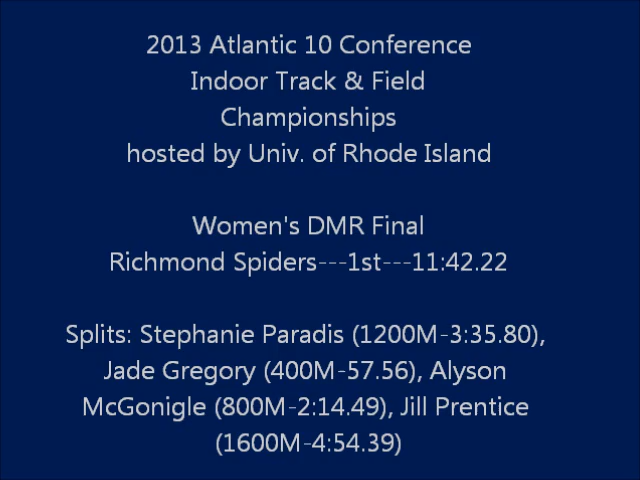 2013 Atlantic 10 Conference
Indoor Track & Field
Championships
hosted by Univ. of Rhode Island
Women's DMR Final
Richmond Spiders---1st---11:42.22
Splits: Stephanie Paradis (1200M-3:35.80),
Jade Gregory (400M-57.56), Alyson
McGonigle (800M-2:14.49), Jill Prentice
(1600M-4:54.39)